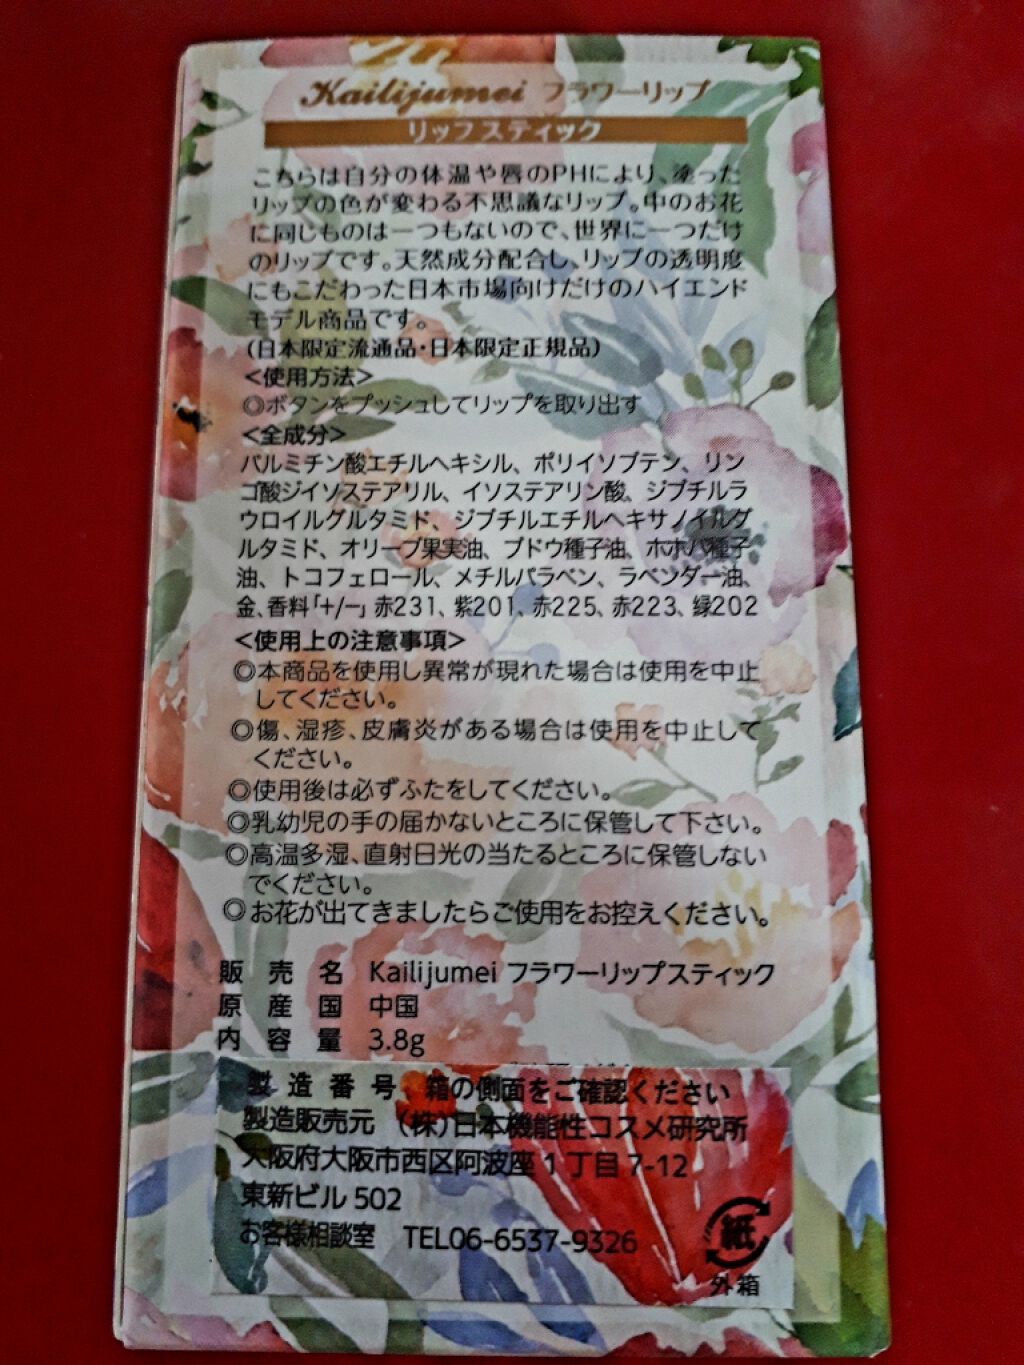 Kailijumei フラワーリップ
リップスティック
こちらは自分の体温や唇のPHにより、塗った
リップの色が変わる不思議なリップ。中のお花
に同じものは一つもないので、世界に一つだけ
のリップです。天然成分配合し、リップの透明度
にもこだわった日本市場向けだけのハイエンド
モデル商品です。
(日本限定流通品・日本限定正規品)
<使用方法>
◎ボタンをプッシュしてリップを取り出す
<全成分>
パルミチン酸エチルヘキシル、ポリイソブテン、リン
ゴ酸ジイソステアリル、イソステアリン酸、ジブチルラ
ウロイルグルタミド、ジブチルエチルヘキサノイルグ
ルタミド、オリーブ果実油、ブドウ種子油、ホホバ種子
油、トコフェロール、メチルパラベン、ラベンダー油、
金、香料「+/−」赤231、紫201、赤225、赤223、緑202
<使用上の注意事項>
◎本商品を使用し異常が現れた場合は使用を中止
してください。
◎傷、湿疹、皮膚炎がある場合は使用を中止して
ください。
◎使用後は必ずふたをしてください。
◎乳幼児の手の届かないところに保管して下さい。
◎高温多湿、直射日光の当たるところに保管しない
でください。
◎お花が出てきましたらご使用をお控えください。
販売名 Kailijumei フラワーリップスティック
原産国 中国
内容量 3.8g
製造番号 箱の側面をご確認ください
製造販売元 (株)日本機能性コスメ研究所
大阪府大阪市西区阿波座1丁目7-12
東新ビル502
お客様相談室 TEL06-6537-9326
紙
外箱